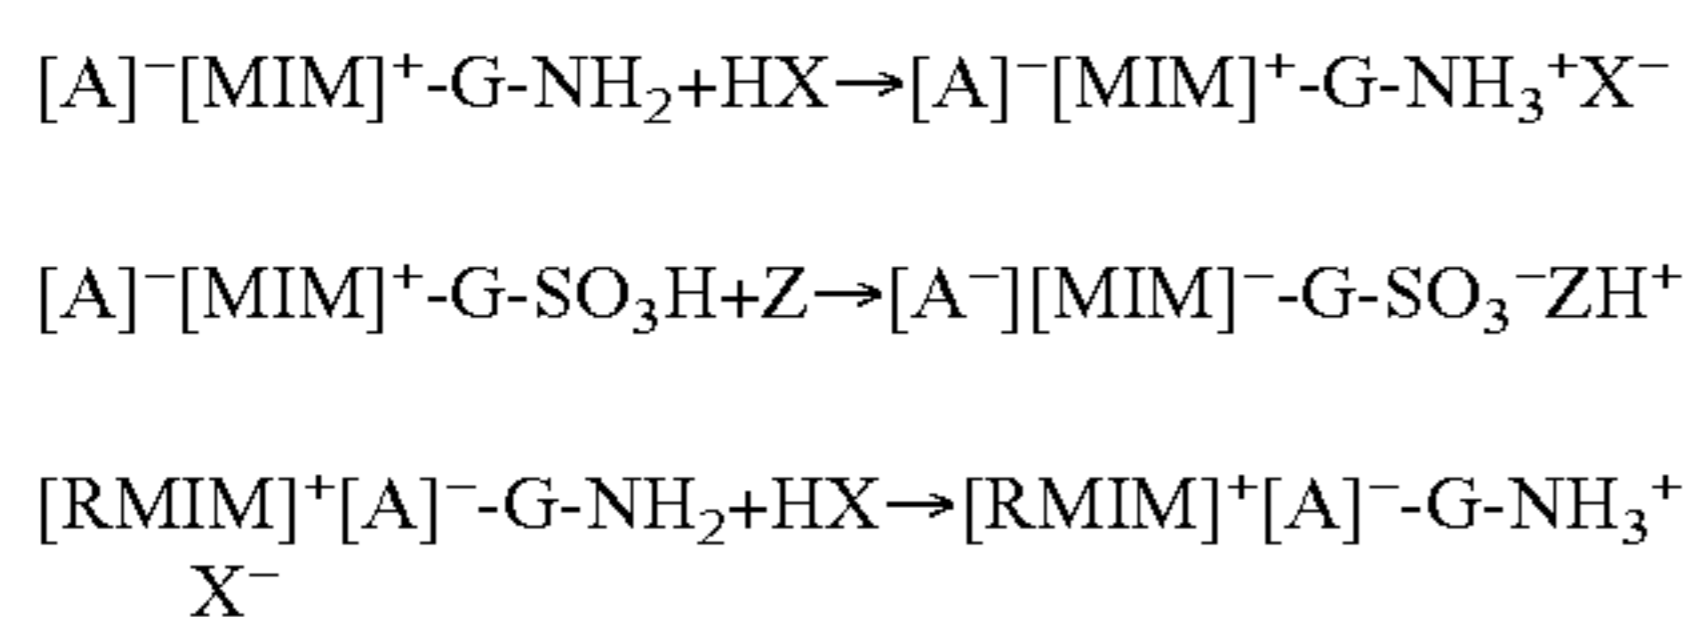 [A]⁻[MIM]⁺-G-NH₂+HX→[A]⁻[MIM]⁺-G-NH₃⁺X⁻
[A]⁻[MIM]⁺-G-SO₃H+Z→[A⁻][MIM]⁻-G-SO₃⁻ZH⁺
[RMIM]⁺[A]⁻-G-NH₂+HX→[RMIM]⁺[A]⁻-G-NH₃⁺
X⁻